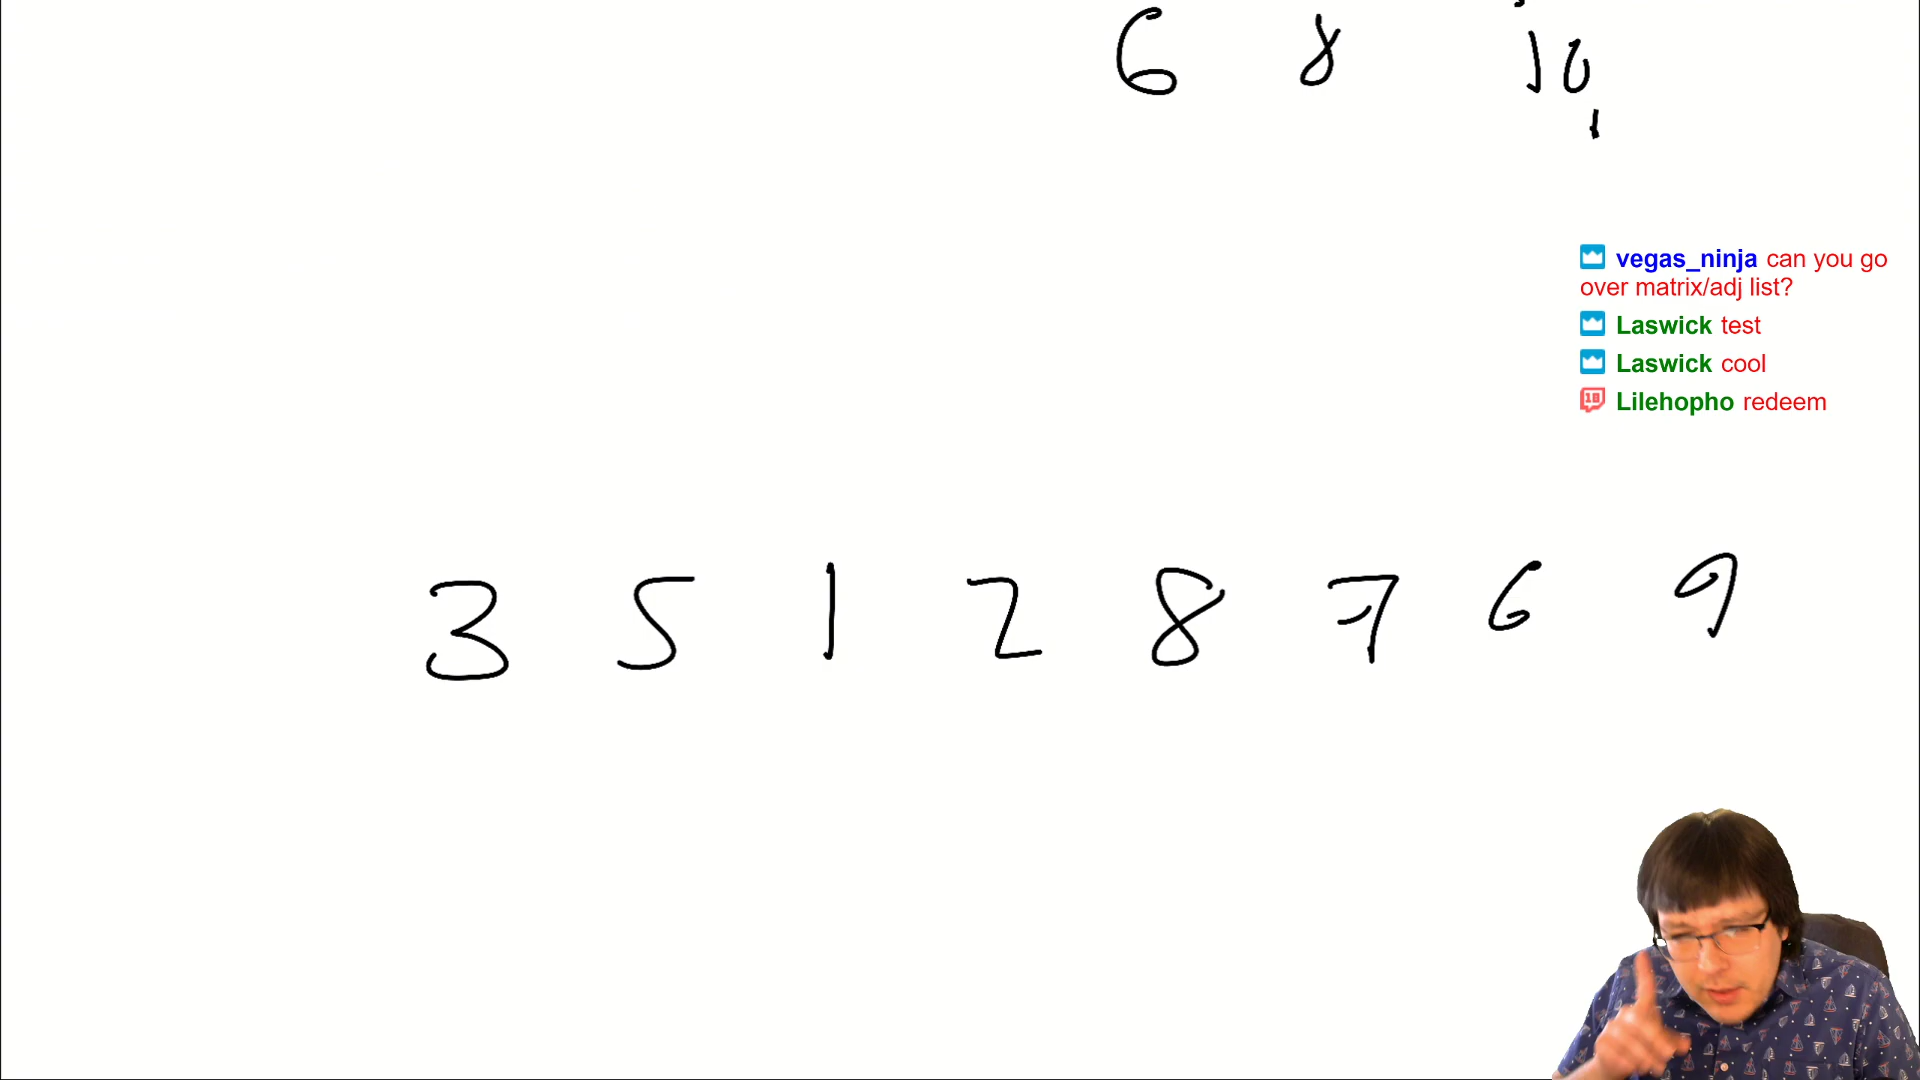 6 8 10
vegas_ninja can you go
over matrix/adj list?
Laswick test
Laswick cool
Lilehopho redeem
3 5 1 2 8 7 6 9